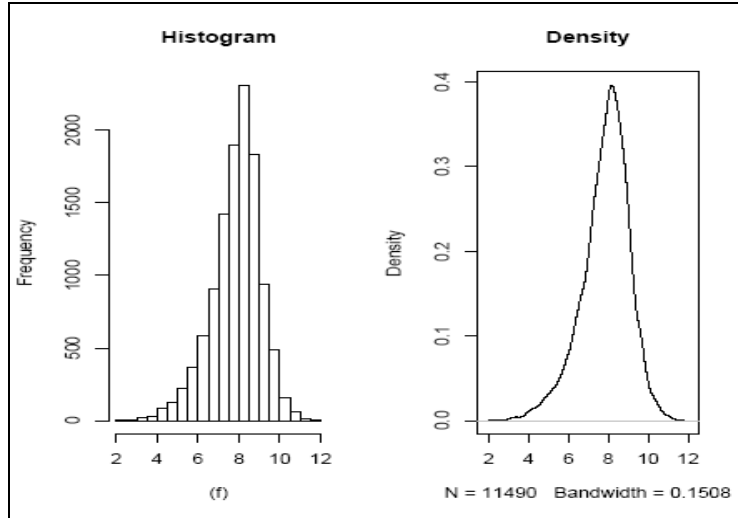 Histogram
Frequency
2000
1500
1000
500
0
2 4 6 8 10 12
(f)
Density
Density
0.4
0.3
0.2
0.1
0.0
2 4 6 8 10 12
N = 11490 Bandwidth = 0.1508